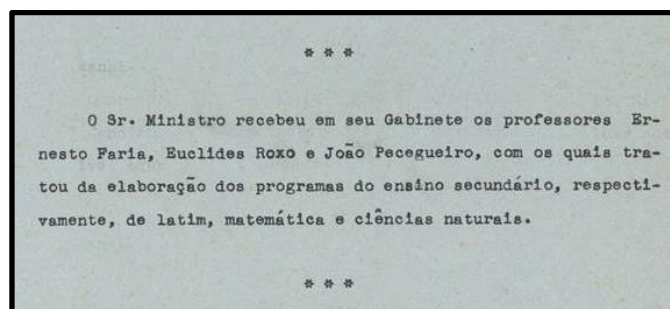 * * *
O Sr. Ministro recebeu em seu Gabinete os professores Er-
nesto Faria, Euclides Roxo e João Pecegueiro, com os quais tra-
tou da elaboração dos programas do ensino secundário, respecti-
vamente, de latim, matemática e ciências naturais.
* * *